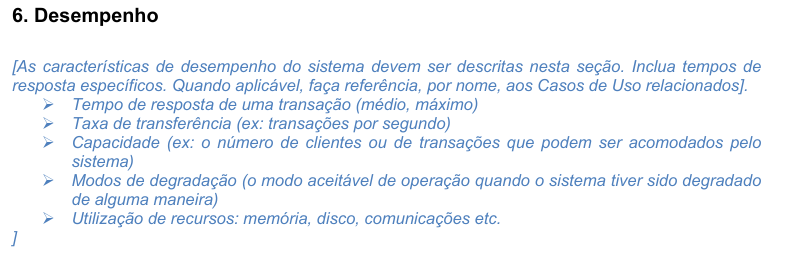 6. Desempenho
[As características de desempenho do sistema devem ser descritas nesta seção. Inclua tempos de
resposta específicos. Quando aplicável, faça referência, por nome, aos Casos de Uso relacionados].
➢ Tempo de resposta de uma transação (médio, máximo)
➢ Taxa de transferência (ex: transações por segundo)
➢ Capacidade (ex: o número de clientes ou de transações que podem ser acomodados pelo
sistema)
➢ Modos de degradação (o modo aceitável de operação quando o sistema tiver sido degradado
de alguma maneira)
➢ Utilização de recursos: memória, disco, comunicações etc.
]